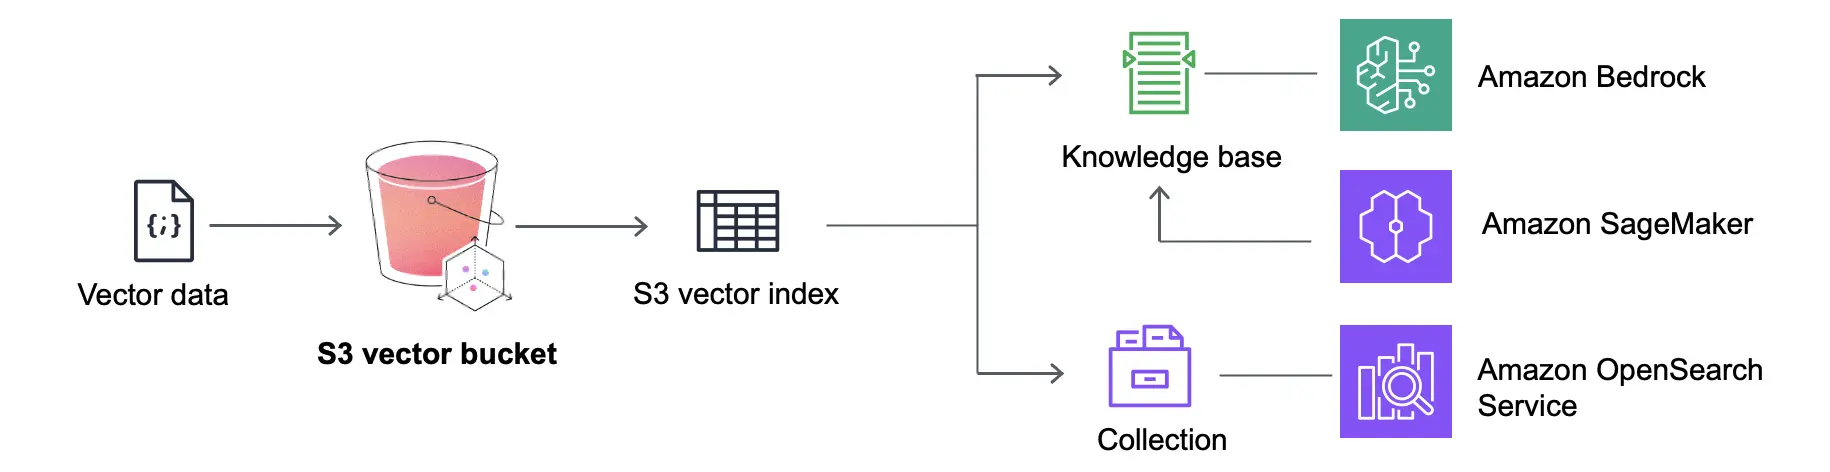 Vector data
S3 vector bucket
{;}
S3 vector index
Knowledge base
Collection
Amazon Bedrock
Amazon SageMaker
Amazon OpenSearch
Service